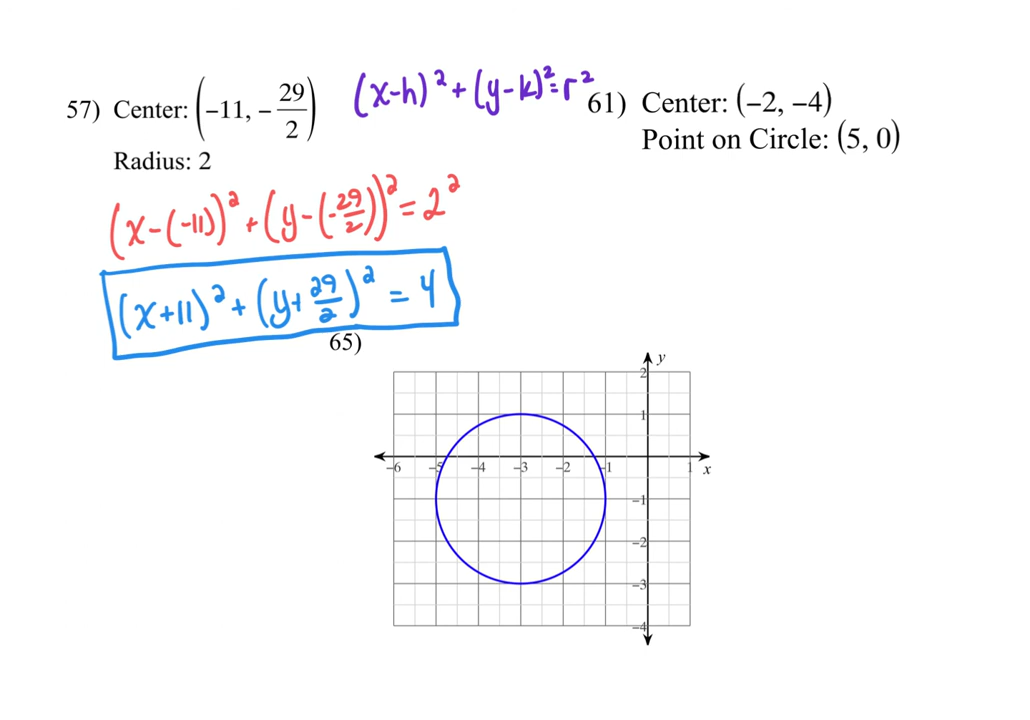 57) Center: (−11, −29/2)
Radius: 2
(x-h)² + (y-k)² = r²
(x-(-11))² + (y-(-29/2))² = 2²
(x+11)² + (y+29/2)² = 4
61) Center: (−2, −4)
Point on Circle: (5, 0)
65)
y
2
1
−6 −5 −4 −3 −2 −1 1 x
−1
−2
−3
−4